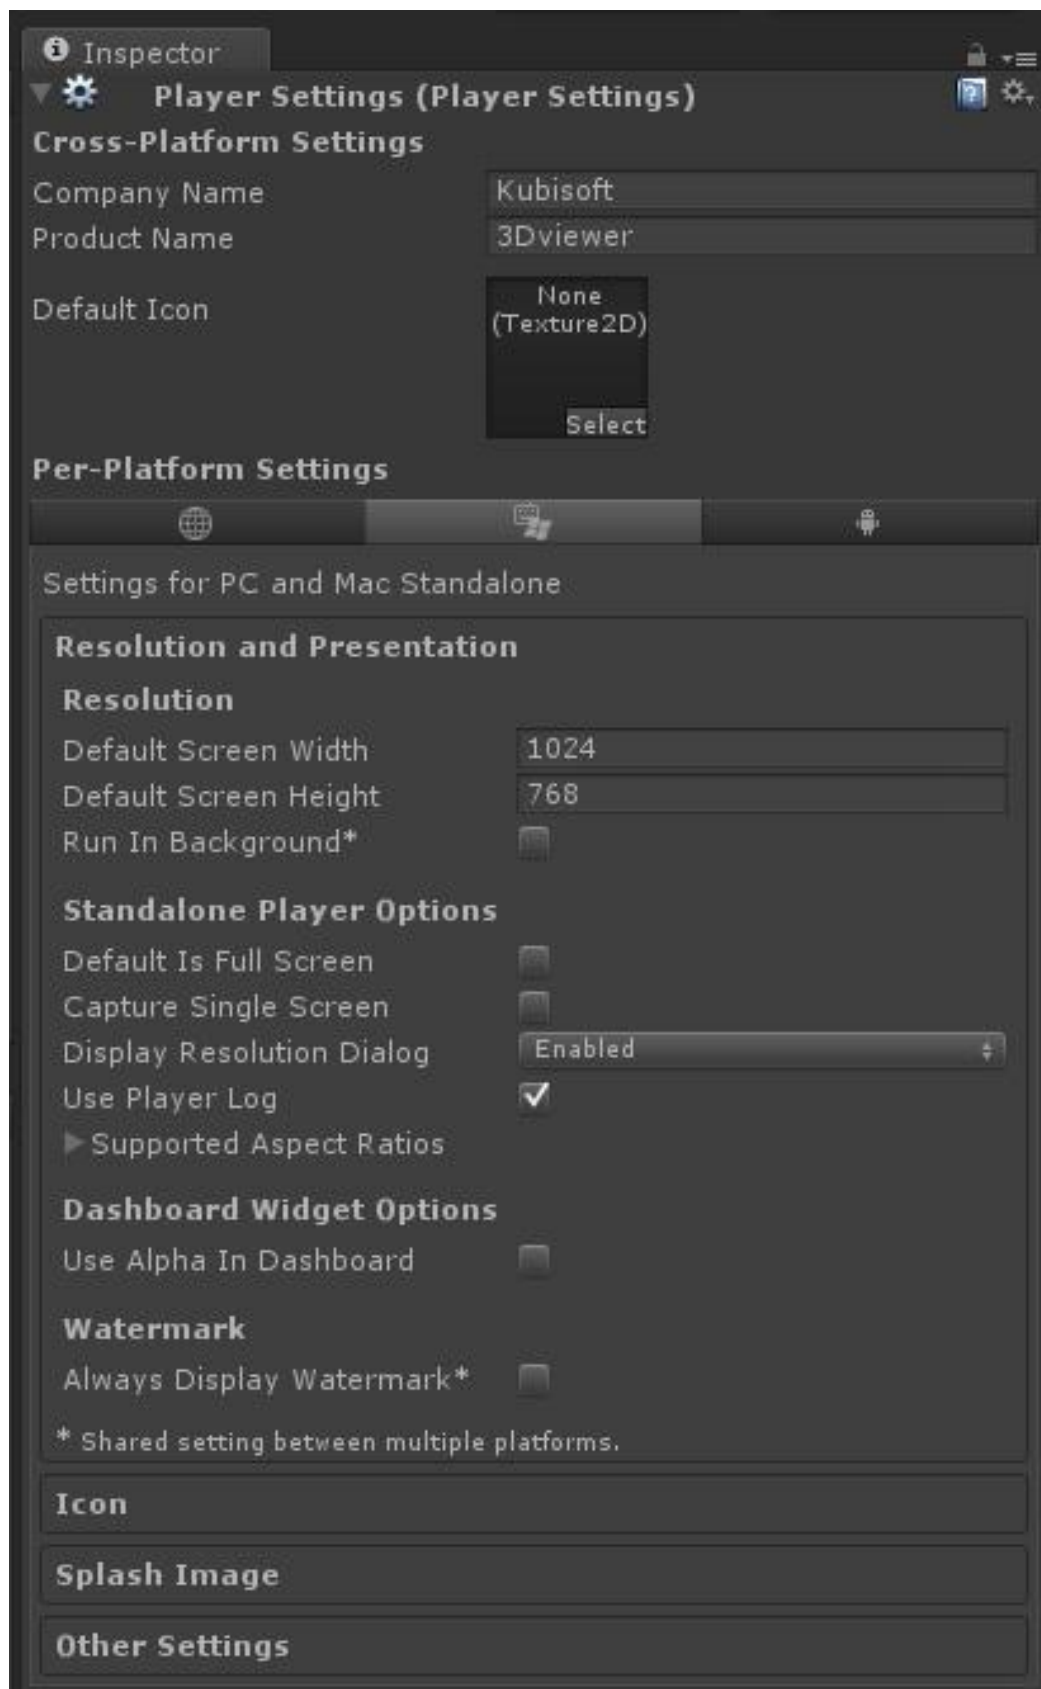 Inspector
Player Settings (Player Settings)
Cross-Platform Settings
Company Name Kubisoft
Product Name 3Dviewer
Default Icon
None
(Texture2D)
Select
Per-Platform Settings
Settings for PC and Mac Standalone
Resolution and Presentation
Resolution
Default Screen Width 1024
Default Screen Height 768
Run In Background*
Standalone Player Options
Default Is Full Screen
Capture Single Screen
Display Resolution Dialog Enabled
Use Player Log
Supported Aspect Ratios
Dashboard Widget Options
Use Alpha In Dashboard
Watermark
Always Display Watermark*
* Shared setting between multiple platforms.
Icon
Splash Image
Other Settings